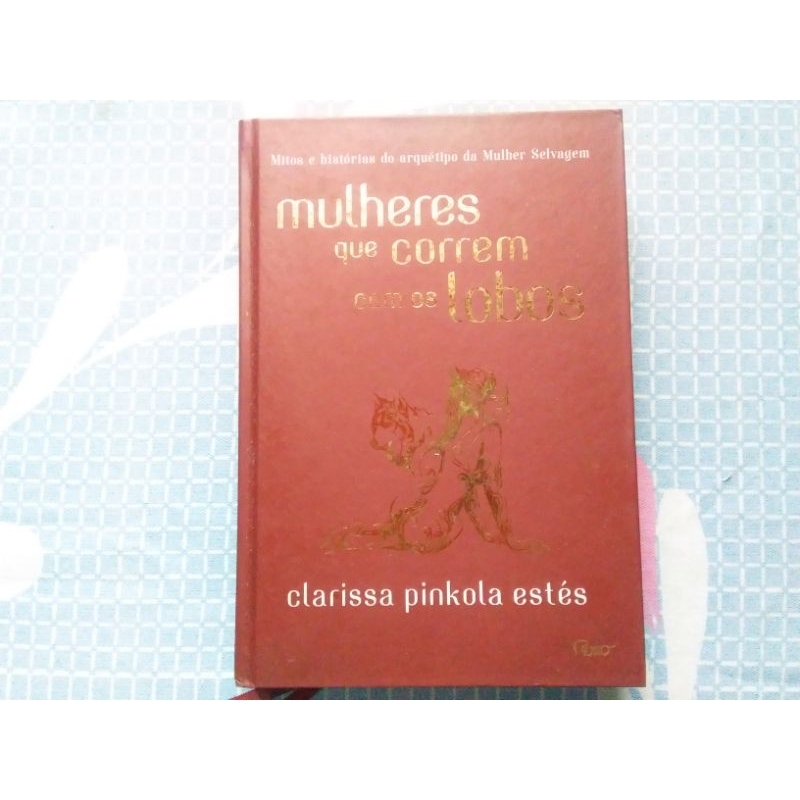 Mitos e histórias do arquétipo da Mulher Selvagem
mulheres
que correm
com os lobos
clarissa pinkola estés
Rocco